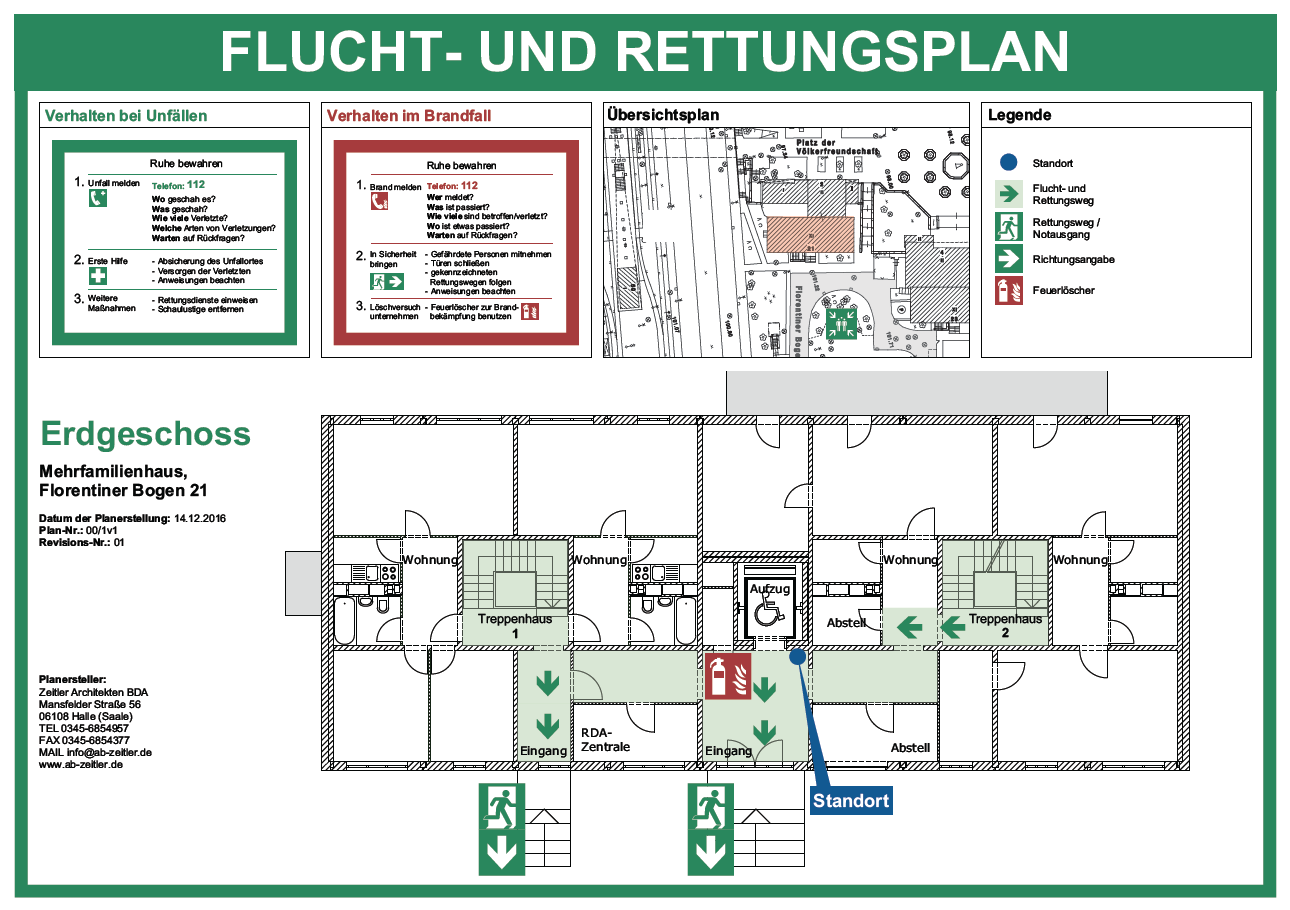 FLUCHT- UND RETTUNGSPLAN
Verhalten bei Unfällen
Ruhe bewahren
1. Unfall melden
Telefon: 112
Wo geschah es?
Was geschah?
Wie viele Verletzte?
Welche Arten von Verletzungen?
Warten auf Rückfragen?
2. Erste Hilfe
- Absicherung des Unfallortes
- Versorgen der Verletzten
- Anweisungen beachten
3. Weitere
Maßnahmen
- Rettungsdienste einweisen
- Schaulustige entfernen
Verhalten im Brandfall
Ruhe bewahren
1. Brand melden
Telefon: 112
Wer meldet?
Was ist passiert?
Wie viele sind betroffen/verletzt?
Wo ist etwas passiert?
Warten auf Rückfragen?
2. In Sicherheit
bringen
- Gefährdete Personen mitnehmen
- Türen schließen
- gekennzeichneten
Rettungswegen folgen
- Anweisungen beachten
3. Löschversuch
unternehmen
- Feuerlöscher zur Brand-
bekämpfung benutzen
Übersichtsplan
Platz der
Völkerfreundschaft
Florentiner Boge
Legende
Standort
Flucht- und
Rettungsweg
Rettungsweg /
Notausgang
Richtungsangabe
Feuerlöscher
Erdgeschoss
Mehrfamilienhaus,
Florentiner Bogen 21
Datum der Planerstellung: 14.12.2016
Plan-Nr.: 00/1v1
Revisions-Nr.: 01
Planersteller:
Zeitler Architekten BDA
Mansfelder Straße 56
06108 Halle (Saale)
TEL 0345-6854957
FAX 0345-6854377
MAIL info@ab-zeitler.de
www.ab-zeitler.de
Wohnung
Wohnung
Wohnung
Wohnung
Aufzug
Treppenhaus
1
Abstell
Treppenhaus
2
RDA-
Zentrale
Eingang
Eingang
Abstell
Standort